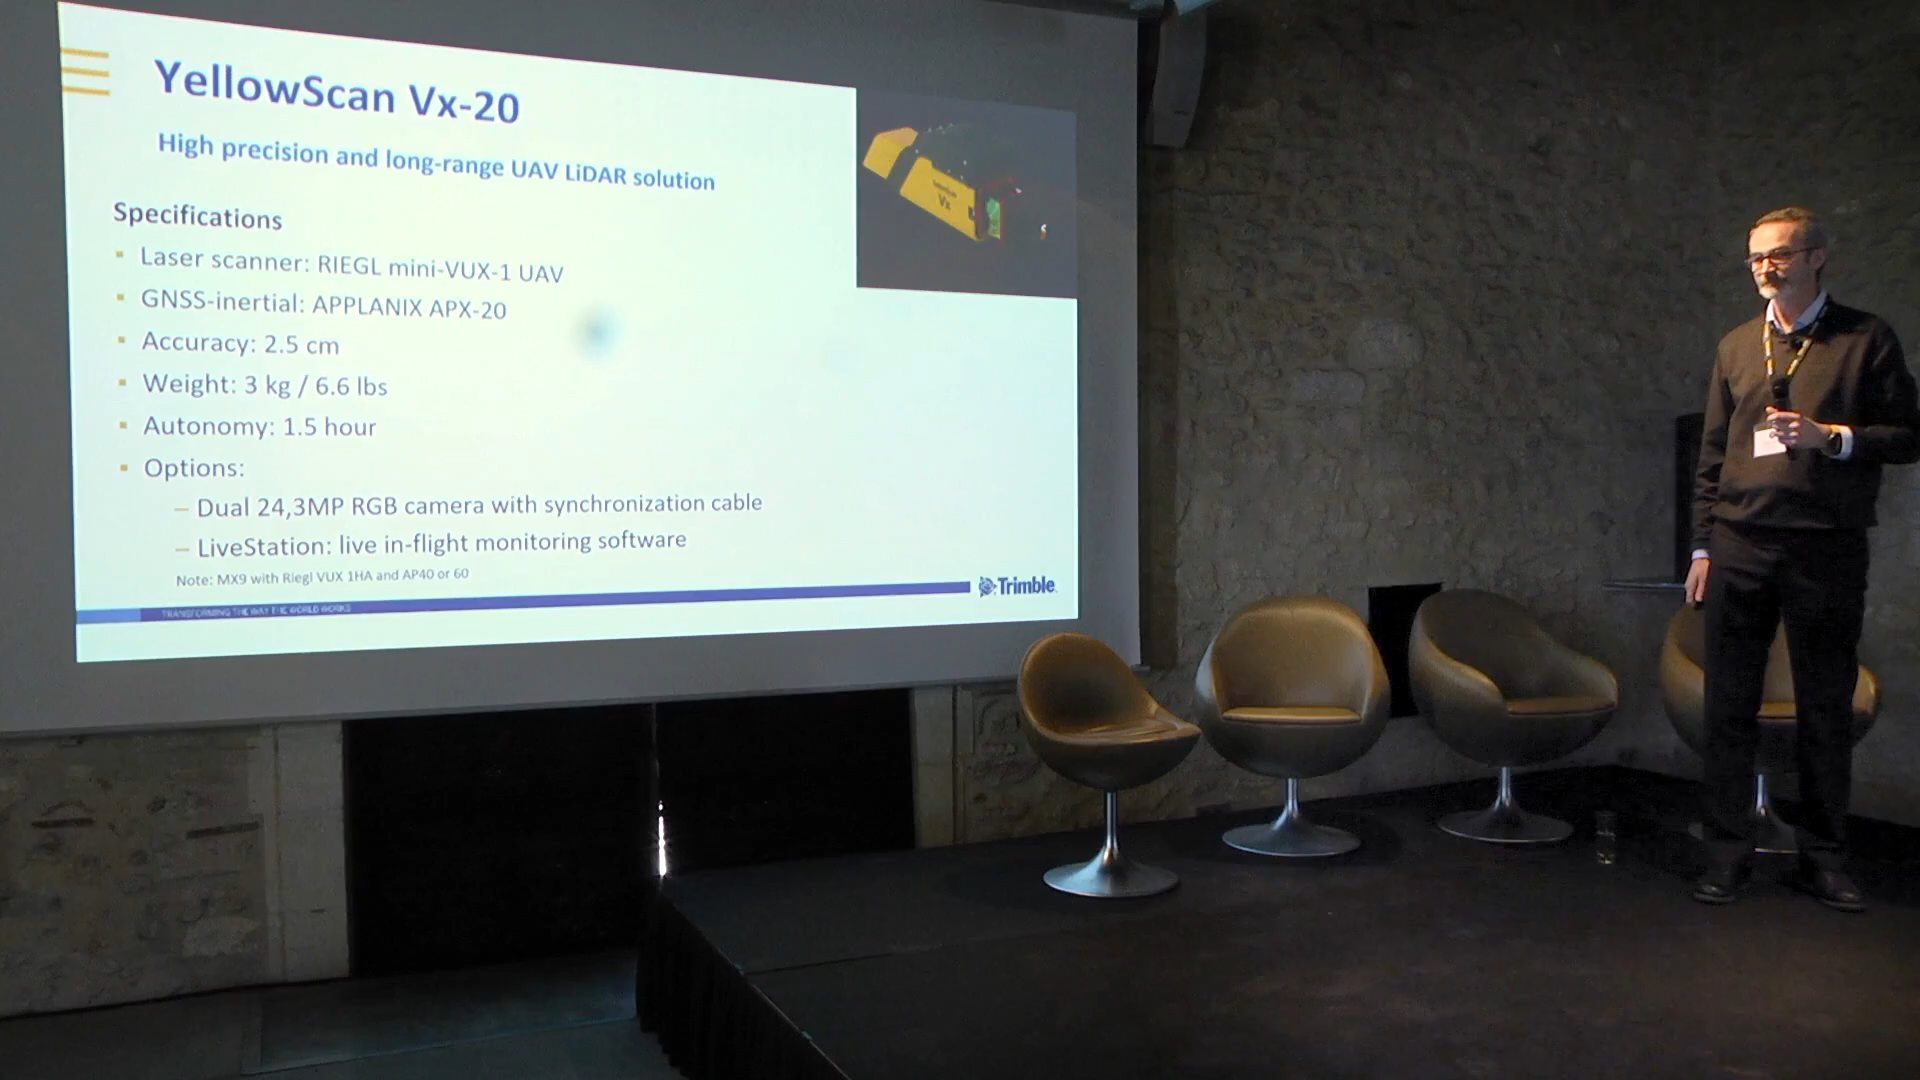 YellowScan Vx-20
High precision and long-range UAV LiDAR solution
Specifications
Laser scanner: RIEGL mini-VUX-1 UAV
GNSS-inertial: APPLANIX APX-20
Accuracy: 2.5 cm
Weight: 3 kg / 6.6 lbs
Autonomy: 1.5 hour
Options:
– Dual 24,3MP RGB camera with synchronization cable
– LiveStation: live in-flight monitoring software
Note: MX9 with Riegl VUX 1HA and AP40 or 60
TRANSFORMING THE WAY THE WORLD WORKS
Trimble
YellowScan
Vx